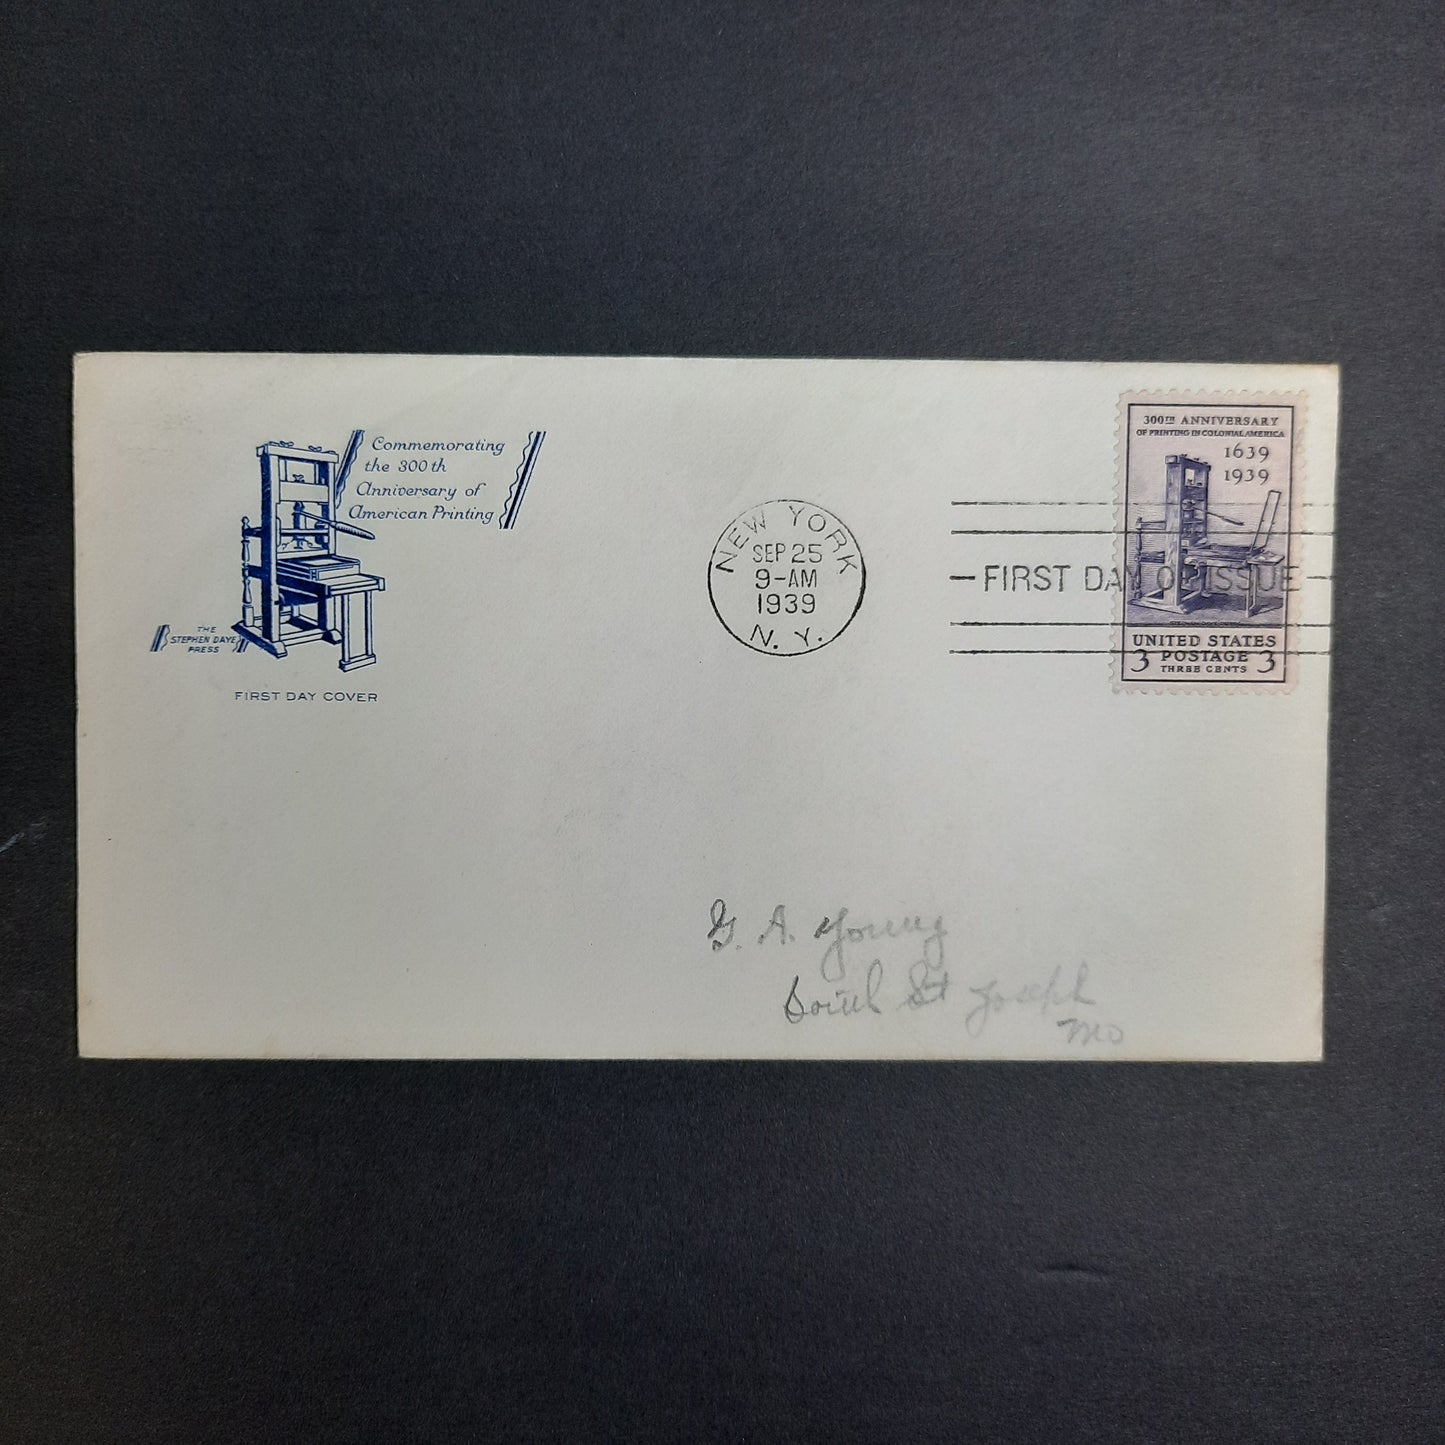 Commemorating
the 300th
Anniversary of
American Printing
THE
STEPHEN DAYE
PRESS
FIRST DAY COVER
NEW YORK
SEP 25
9-AM
1939
N. Y.
FIRST DAY OF ISSUE
300TH ANNIVERSARY
OF PRINTING IN COLONIAL AMERICA
1639
1939
UNITED STATES
3 POSTAGE 3
THREE CENTS
G. A. Young
South St Joseph
Mo